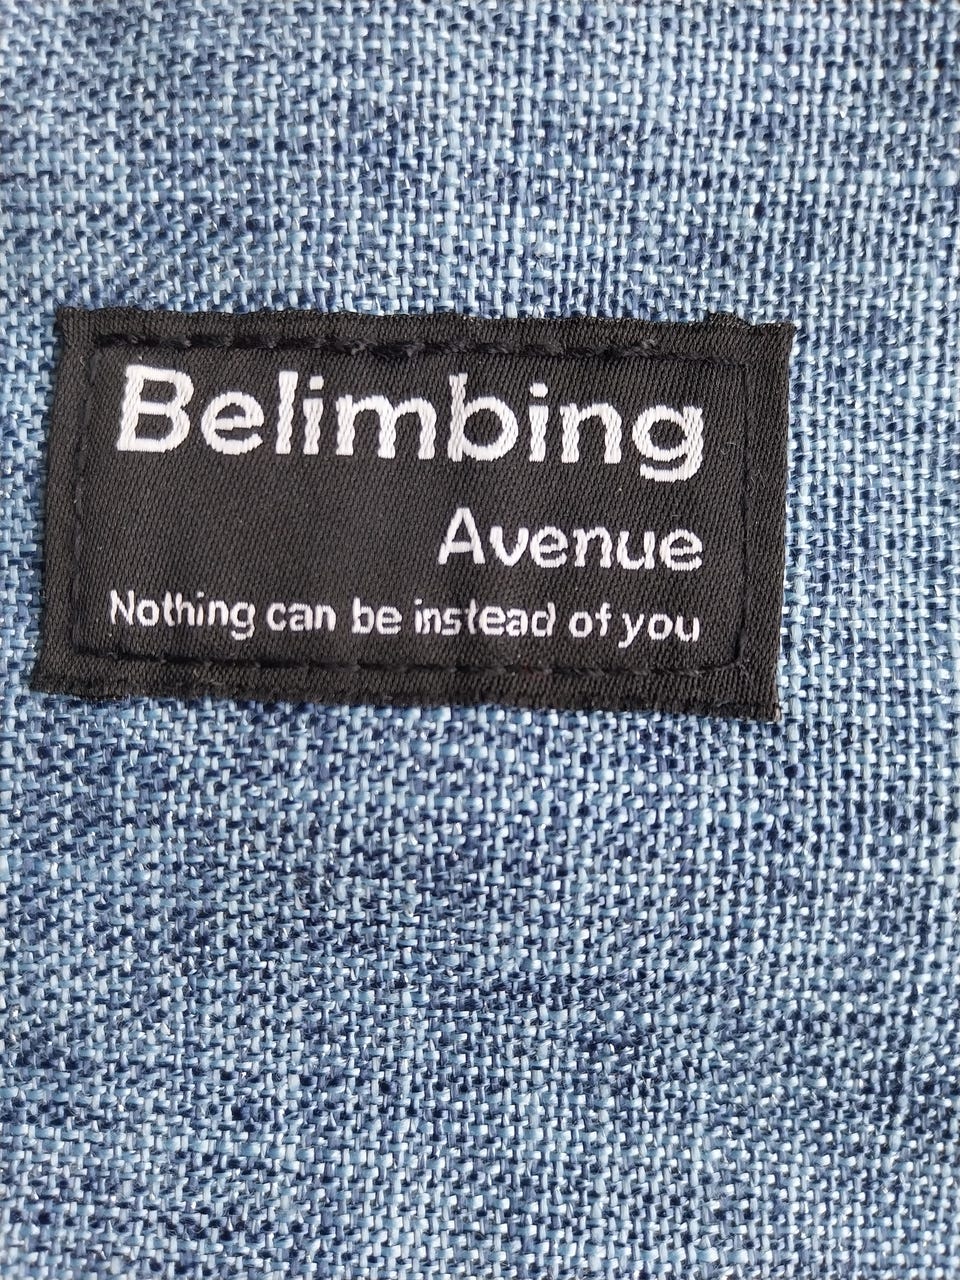 Belimbing
Avenue
Nothing can be instead of you